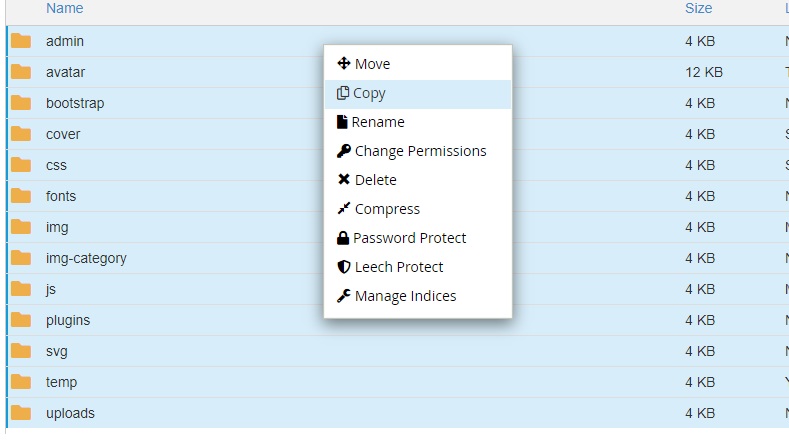 Name Size
admin 4 KB
Move
avatar 12 KB
Copy
bootstrap 4 KB
Rename
cover 4 KB
Change Permissions
css 4 KB
Delete
fonts 4 KB
Compress
img 4 KB
Password Protect
img-category 4 KB
Leech Protect
js 4 KB
Manage Indices
plugins 4 KB
svg 4 KB
temp 4 KB
uploads 4 KB